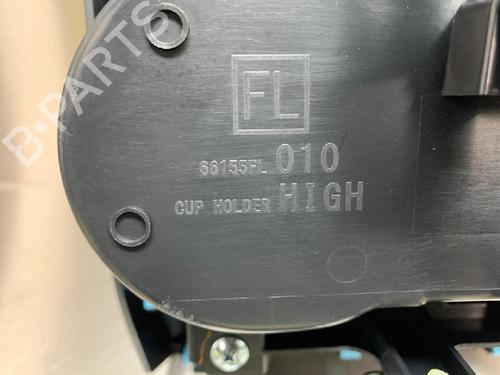 B-PARTS
FL
66155FL 010
CUP HOLDER HIGH